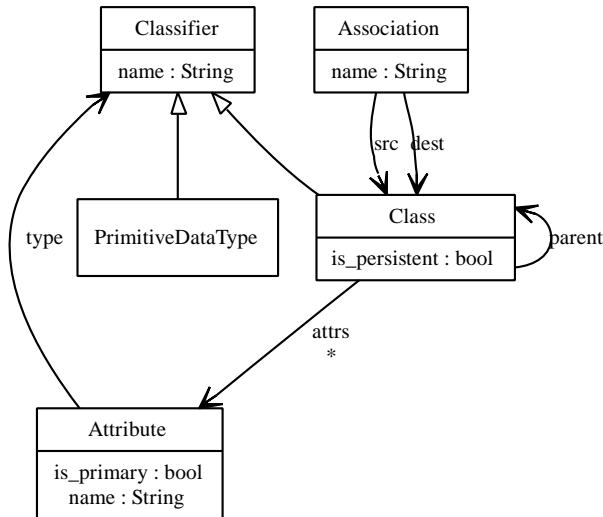 Classifier
name : String
Association
name : String
src
dest
type
PrimitiveDataType
Class
is_persistent : bool
parent
attrs
*
Attribute
is_primary : bool
name : String